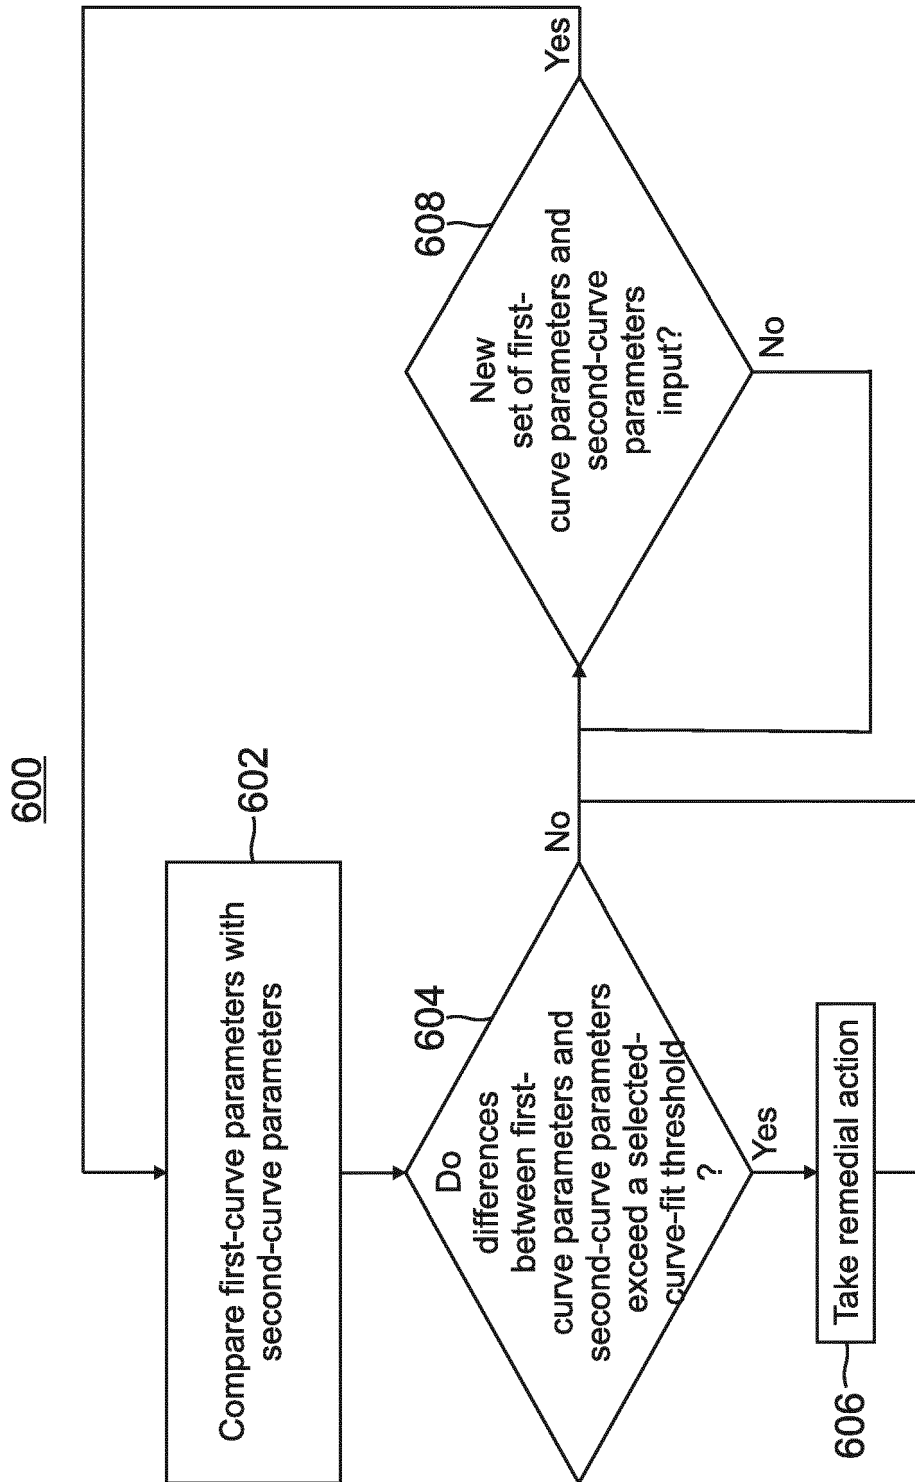 600
Compare first-curve parameters with
second-curve parameters
602
Do
differences
between first-
curve parameters and
second-curve parameters
exceed a selected-
curve-fit threshold
?
604
No
Yes
Take remedial action
606
New
set of first-
curve parameters and
second-curve
parameters
input?
608
Yes
No